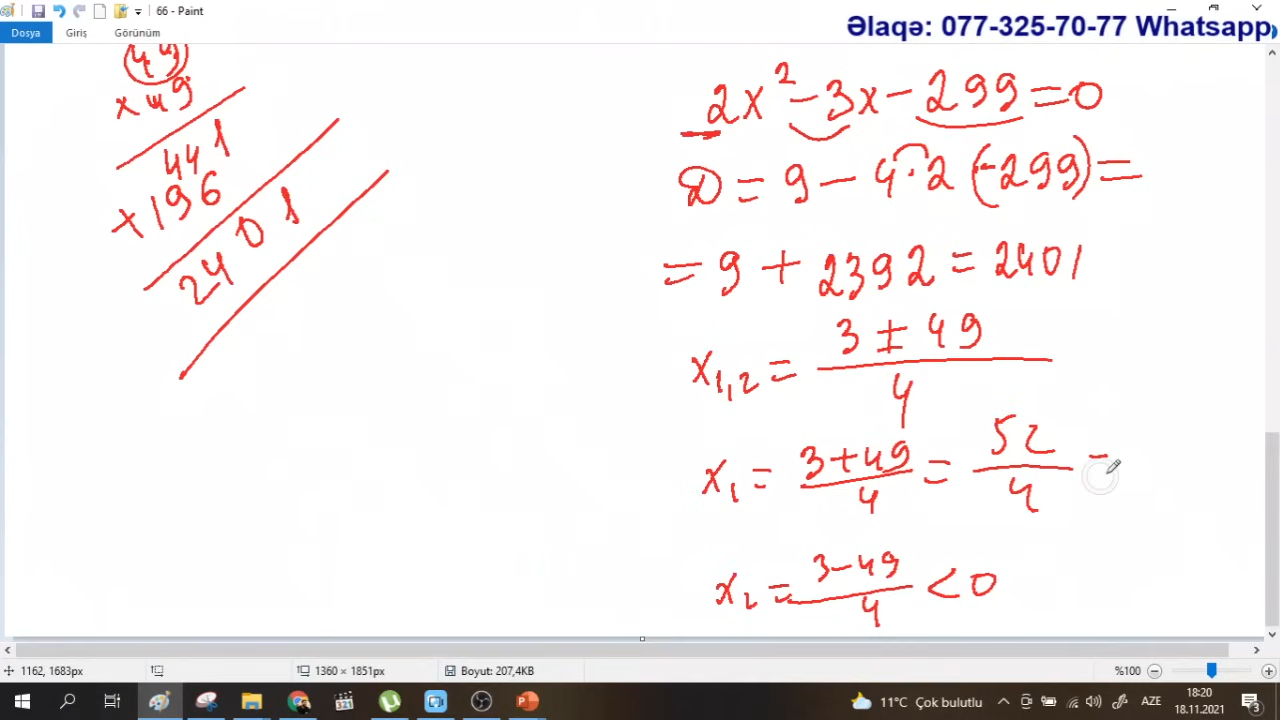 66 - Paint
Əlaqə: 077-325-70-77 Whatsapp
Dosya Giriş Görünüm
49
×49
441
+196
2401
2x² - 3x - 299 = 0
D = 9 - 4·2 (-299) =
= 9 + 2392 = 2401
x1,2 = 3 ± 49 / 4
x1 = 3+49 / 4 = 52 / 4 =
x2 = 3-49 / 4 < 0
1162, 1683px 1360 × 1851px Boyut: 207,4KB %100
11°C Çok bulutlu AZE 18:20
18.11.2021 3